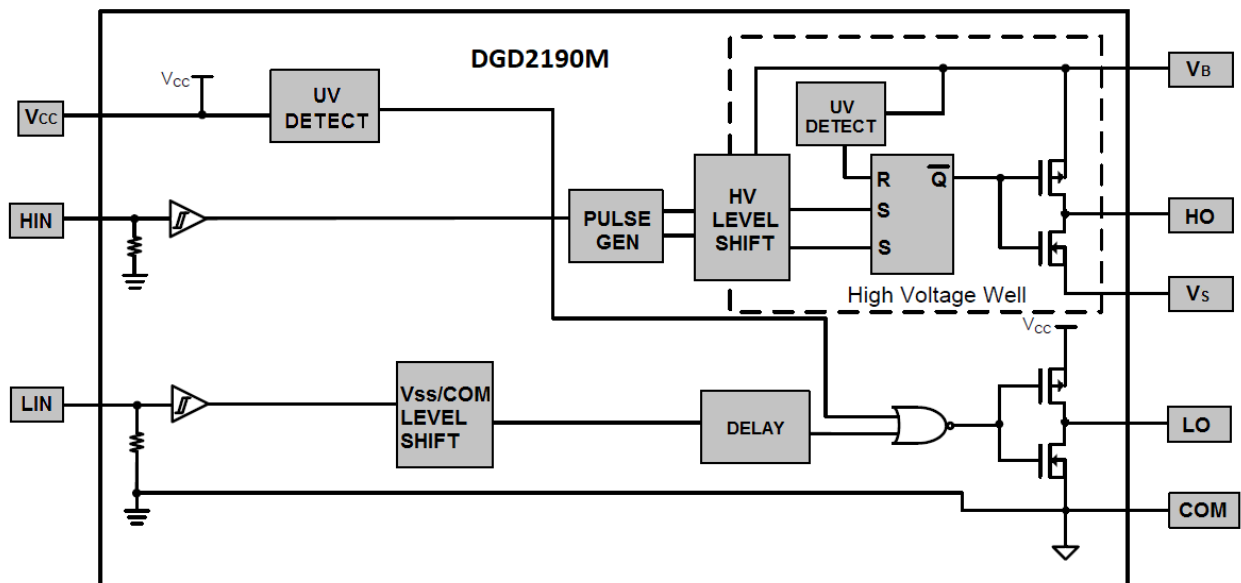 DGD2190M
VCC
VCC
UV
DETECT
VB
UV
DETECT
HIN
PULSE
GEN
HV
LEVEL
SHIFT
R
S
S
Q
HO
High Voltage Well
VS
VCC
LIN
Vss/COM
LEVEL
SHIFT
DELAY
LO
COM